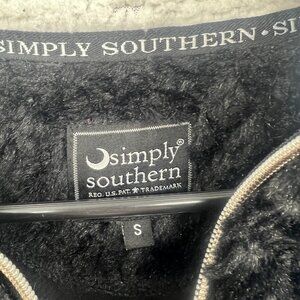 SIMPLY SOUTHERN • SI
simply®
southern
REG. U.S. PAT. ★ TRADEMARK
S